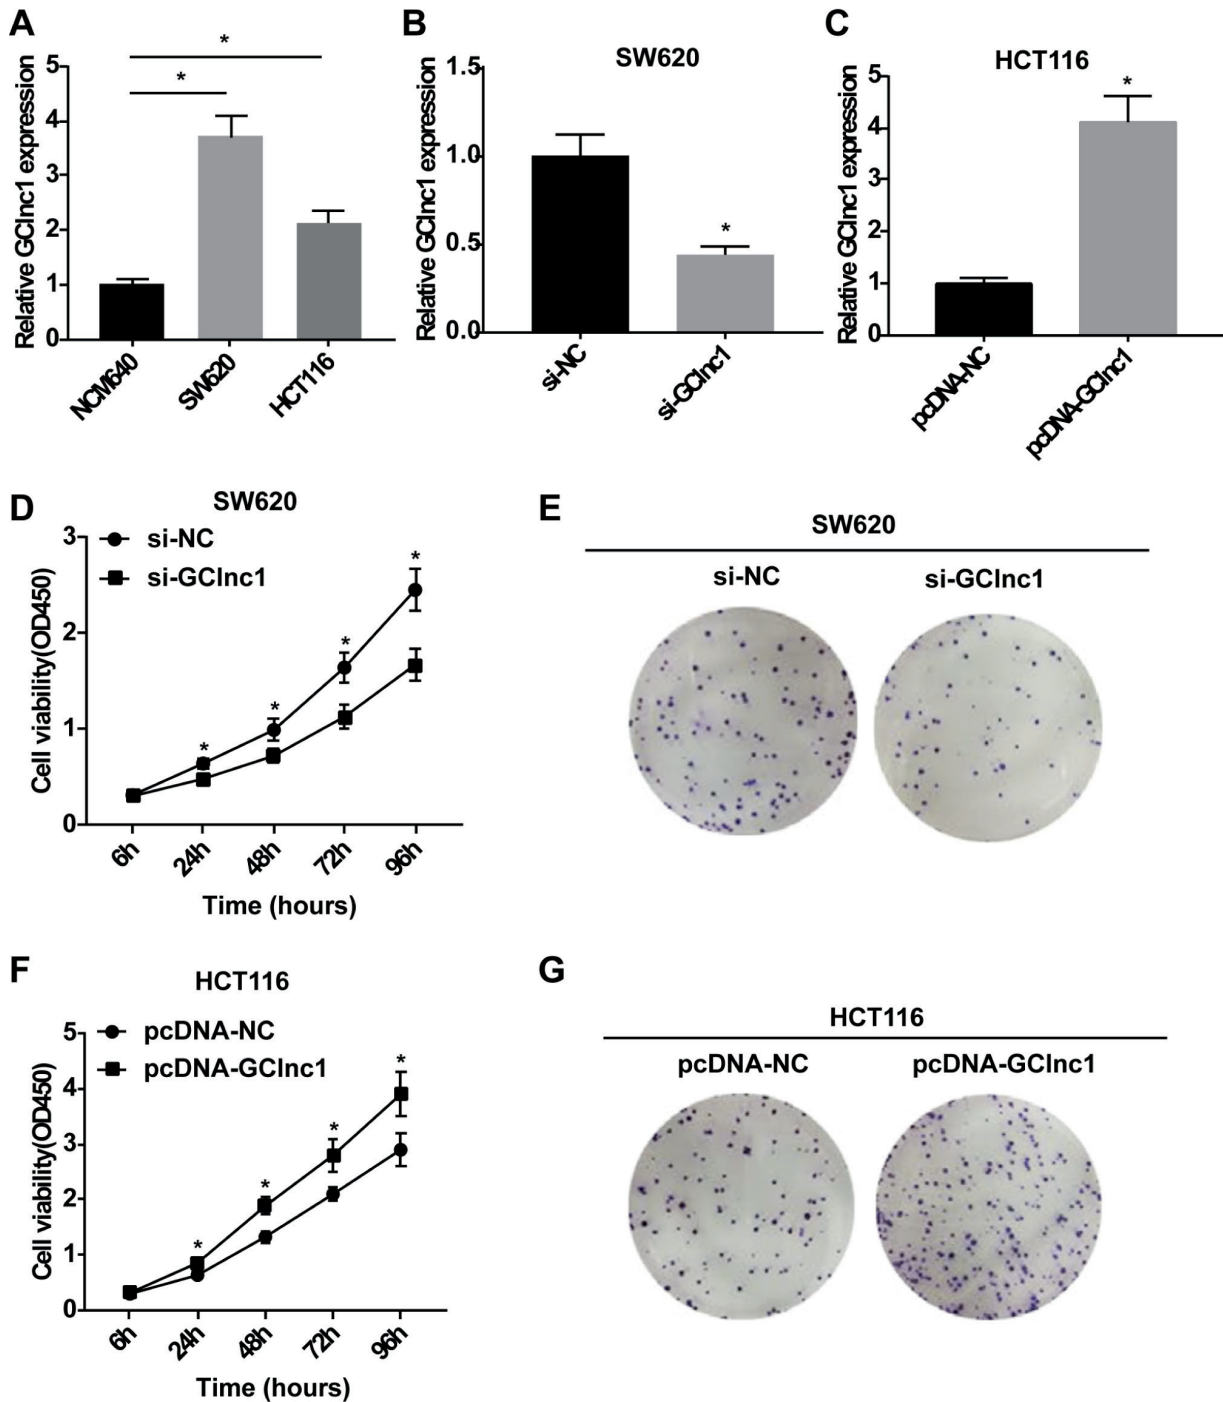 A
*
*
Relative GClnc1 expression
5
4
3
2
1
0
NCM640
SW620
HCT116
B
SW620
Relative GClnc1 expression
1.5
1.0
0.5
0.0
*
si-NC
si-GClnc1
C
HCT116
Relative GClnc1 expression
5
4
3
2
1
0
*
pcDNA-NC
pcDNA-GClnc1
D
SW620
si-NC
si-GClnc1
Cell viability(OD450)
3
2
1
0
*
*
*
*
6h
24h
48h
72h
96h
Time (hours)
E
SW620
si-NC
si-GClnc1
F
HCT116
pcDNA-NC
pcDNA-GClnc1
Cell viability(OD450)
5
4
3
2
1
0
*
*
*
*
6h
24h
48h
72h
96h
Time (hours)
G
HCT116
pcDNA-NC
pcDNA-GClnc1